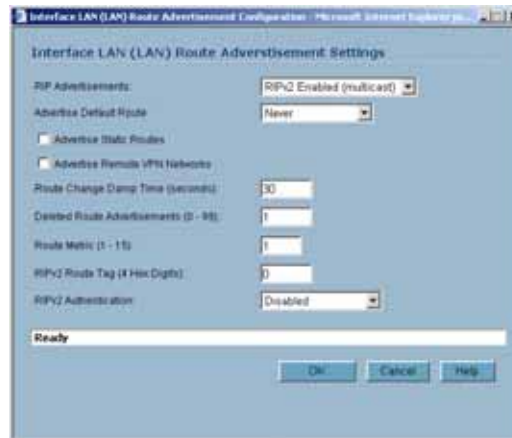 Interface LAN (LAN) Route Advertisement Configuration - Microsoft Internet Explorer
Interface LAN (LAN) Route Adverstisement Settings
RIP Advertisements: RIPv2 Enabled (multicast)
Advertise Default Route Never
Advertise Static Routes
Advertise Remote VPN Networks
Route Change Damp Time (seconds): 30
Deleted Route Advertisements (0 - 99): 1
Route Metric (1 - 15): 1
RIPv2 Route Tag (4 Hex Digits): 0
RIPv2 Authentication: Disabled
Ready
OK Cancel Help